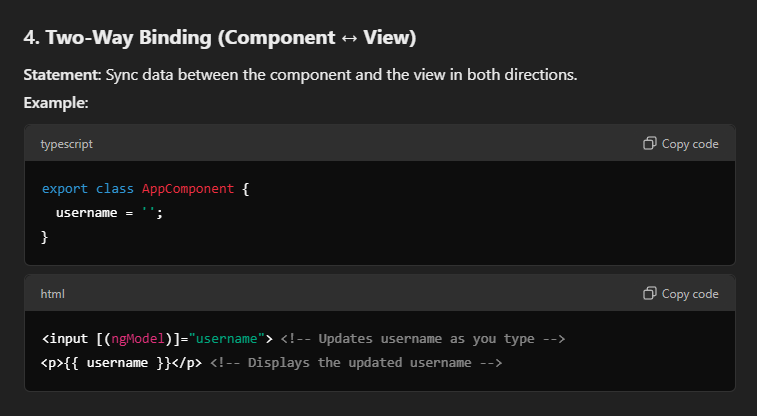 4. Two-Way Binding (Component ↔ View)
Statement: Sync data between the component and the view in both directions.
Example:
typescript
Copy code
export class AppComponent {
  username = '';
}
html
Copy code
<input [(ngModel)]="username"> <!-- Updates username as you type -->
<p>{{ username }}</p> <!-- Displays the updated username -->